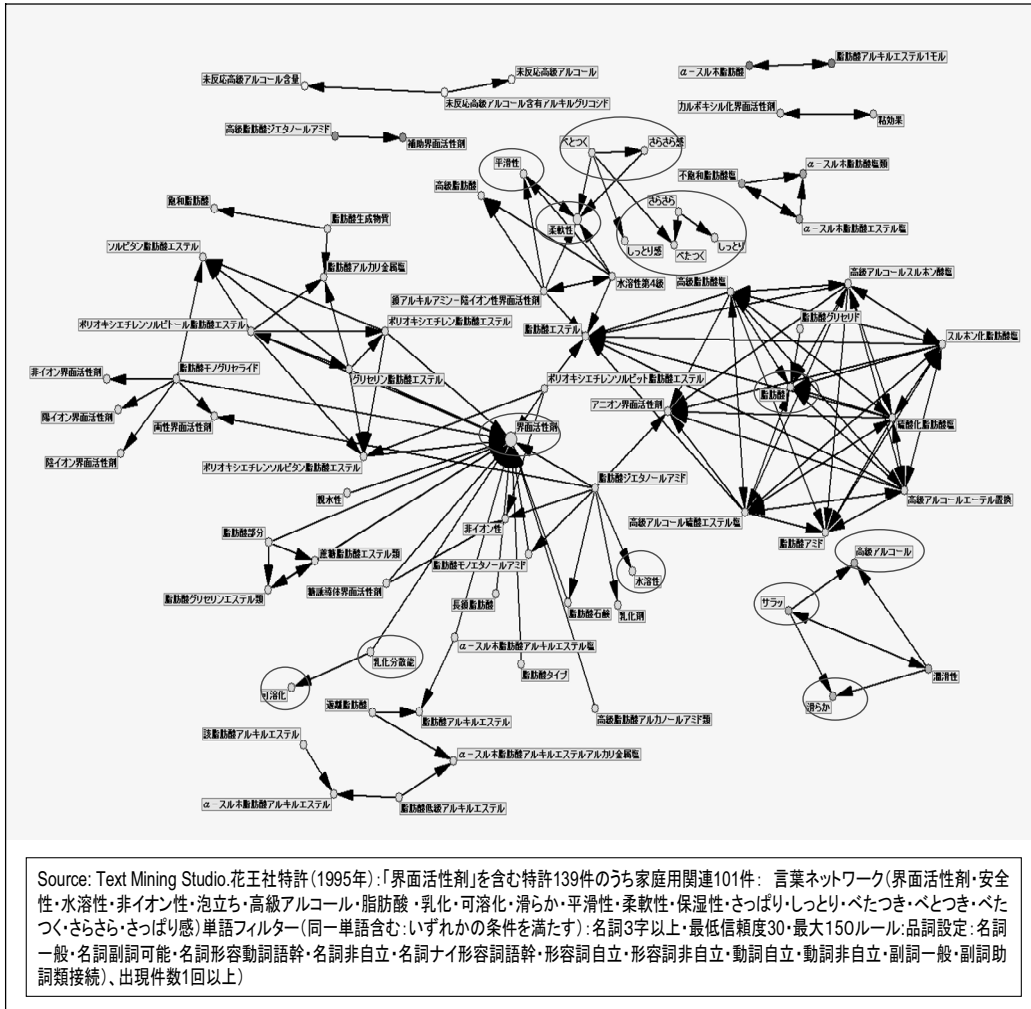 未反応高級アルコール含量
未反応高級アルコール
未反応高級アルコール含有アルキルグリコシド
α－スルホ脂肪酸
脂肪酸アルキルエステル1モル
カルボキシル化界面活性剤
粘効果
高級脂肪酸ジエタノールアミド
補助界面活性剤
べとつく
さらさら感
平滑性
高級脂肪酸
柔軟性
さらさら
しっとり感
べたつく
しっとり
不飽和脂肪酸塩
α－スルホ脂肪酸塩類
α－スルホ脂肪酸エステル塩
飽和脂肪酸
脂肪酸生成物質
ソルビタン脂肪酸エステル
脂肪酸アルカリ金属塩
水溶性第4級
鎖アルキルアミン－陽イオン性界面活性剤
高級脂肪酸塩
高級アルコールスルホン酸塩
ポリオキシエチレンソルビトール脂肪酸エステル
ポリオキシエチレン脂肪酸エステル
脂肪酸エステル
脂肪酸グリセリド
スルホン化脂肪酸塩
非イオン界面活性剤
脂肪酸モノグリセライド
グリセリン脂肪酸エステル
ポリオキシエチレンソルビット脂肪酸エステル
脂肪酸
陽イオン界面活性剤
両性界面活性剤
界面活性剤
アニオン界面活性剤
硫酸化脂肪酸塩
陰イオン界面活性剤
ポリオキシエチレンソルビタン脂肪酸エステル
脂肪酸ジエタノールアミド
高級アルコールエーテル置換
親水性
非イオン性
高級アルコール硫酸エステル塩
脂肪酸部分
蔗糖脂肪酸エステル類
脂肪酸モノエタノールアミド
脂肪酸アミド
高級アルコール
水溶性
脂肪酸グリセリンエステル類
糖誘導体界面活性剤
長鎖脂肪酸
脂肪酸石鹸
乳化剤
サラッ
α－スルホ脂肪酸アルキルエステル塩
乳化分散能
脂肪酸タイプ
潤滑性
可溶化
滑らか
遊離脂肪酸
脂肪酸アルキルエステル
高級脂肪酸アルカノールアミド類
該脂肪酸アルキルエステル
α－スルホ脂肪酸アルキルエステルアルカリ金属塩
α－スルホ脂肪酸アルキルエステル
脂肪酸低級アルキルエステル
Source: Text Mining Studio.花王社特許（1995年）：「界面活性剤」を含む特許139件のうち家庭用関連101件： 言葉ネットワーク（界面活性剤・安全
性・水溶性・非イオン性・泡立ち・高級アルコール・脂肪酸・乳化・可溶化・滑らか・平滑性・柔軟性・保湿性・さっぱり・しっとり・べたつき・べとつき・べた
つく・さらさら・さっぱり感）単語フィルター（同一単語含む：いずれかの条件を満たす）：名詞3字以上・最低信頼度30・最大150ルール：品詞設定：名詞
一般・名詞副詞可能・名詞形容動詞語幹・名詞非自立・名詞ナイ形容詞語幹・形容詞自立・形容詞非自立・動詞自立・動詞非自立・副詞一般・副詞助
詞類接続）、出現件数1回以上）